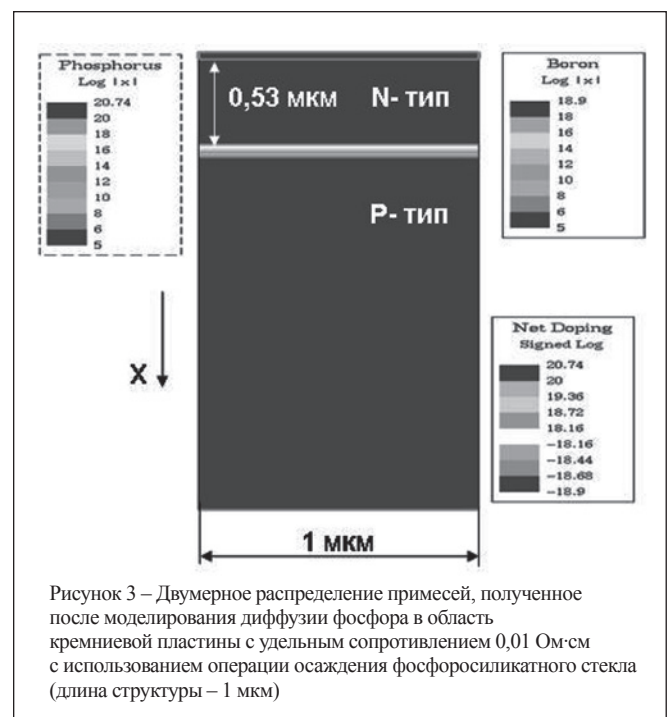 Phosphorus
Log |x|
20.74
20
18
16
14
12
10
8
6
5
0,53 мкм N- тип
P- тип
X
1 мкм
Boron
Log |x|
18.9
18
16
14
12
10
8
6
5
Net Doping
Signed Log
20.74
20
19.36
18.72
18.16
−18.16
−18.44
−18.68
−18.9
Рисунок 3 – Двумерное распределение примесей, полученное
после моделирования диффузии фосфора в область
кремниевой пластины с удельным сопротивлением 0,01 Ом·см
с использованием операции осаждения фосфоросиликатного стекла
(длина структуры – 1 мкм)